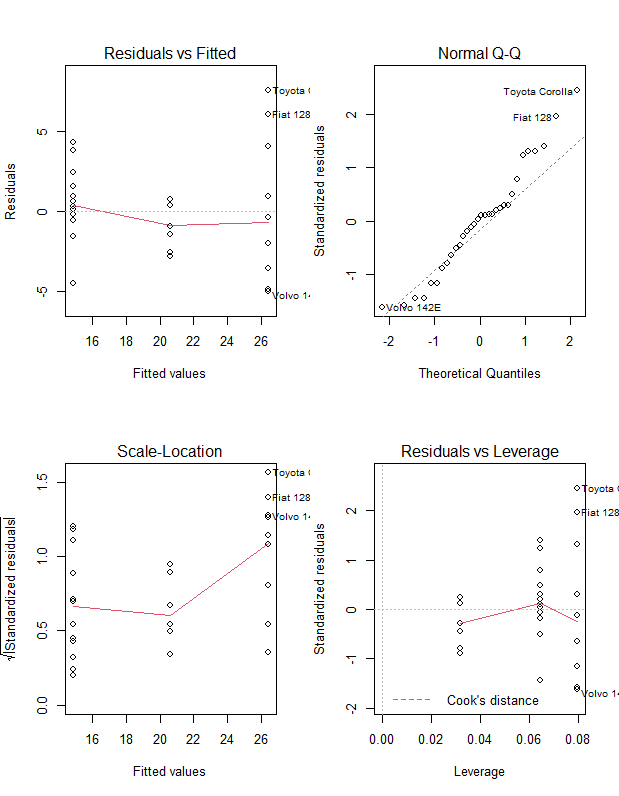 Residuals vs Fitted
Toyota C
Fiat 128
Volvo 14
5
0
-5
Residuals
16 18 20 22 24 26
Fitted values
Normal Q-Q
Toyota Corolla
Fiat 128
Volvo 142E
2
1
0
-1
Standardized residuals
-2 -1 0 1 2
Theoretical Quantiles
Scale-Location
Toyota C
Fiat 128
Volvo 14
1.5
1.0
0.5
0.0
√|Standardized residuals|
16 18 20 22 24 26
Fitted values
Residuals vs Leverage
Toyota C
Fiat 128
Volvo 14
2
1
0
-1
-2
Standardized residuals
Cook's distance
0.00 0.02 0.04 0.06 0.08
Leverage